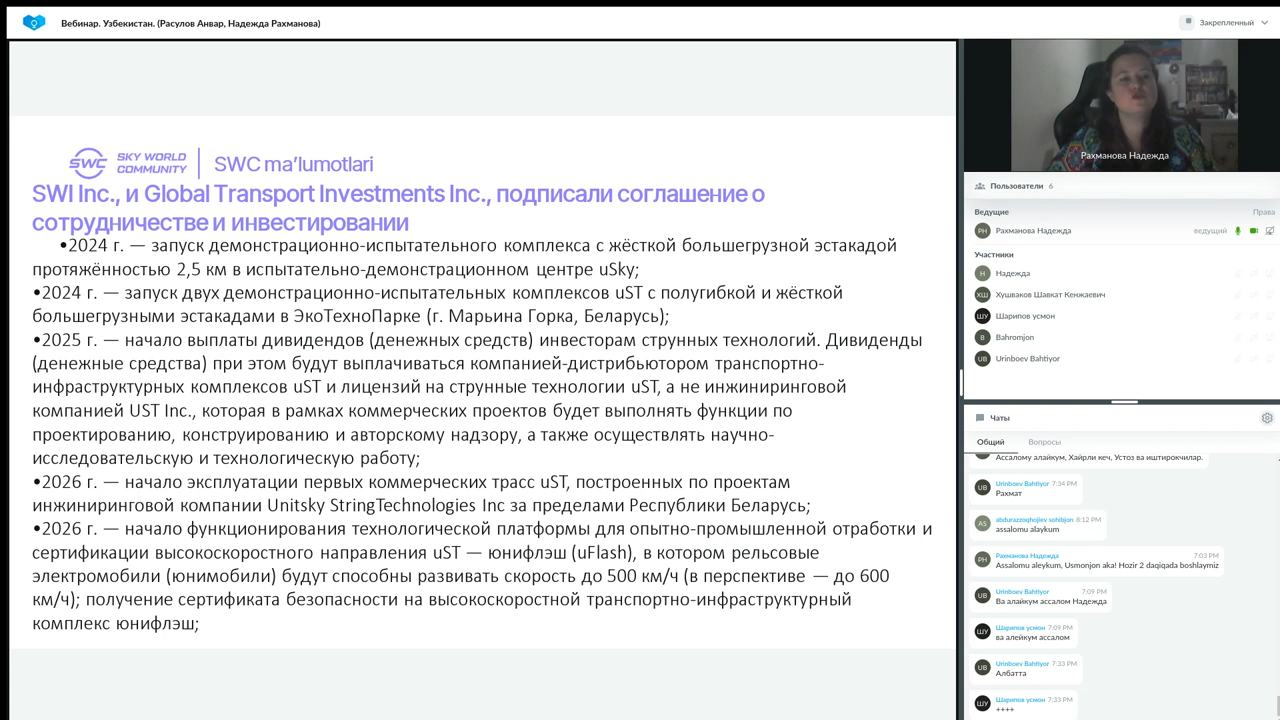 Вебинар. Узбекистан. (Расулов Анвар, Надежда Рахманова)
Закрепленный
SWC
SKY WORLD
COMMUNITY
SWC ma'lumotlari
SWI Inc., и Global Transport Investments Inc., подписали соглашение о
сотрудничестве и инвестировании
•2024 г. — запуск демонстрационно-испытательного комплекса с жёсткой большегрузной эстакадой
протяжённостью 2,5 км в испытательно-демонстрационном центре uSky;
•2024 г. — запуск двух демонстрационно-испытательных комплексов uST с полугибкой и жёсткой
большегрузными эстакадами в ЭкоТехноПарке (г. Марьина Горка, Беларусь);
•2025 г. — начало выплаты дивидендов (денежных средств) инвесторам струнных технологий. Дивиденды
(денежные средства) при этом будут выплачиваться компанией-дистрибьютором транспортно-
инфраструктурных комплексов uST и лицензий на струнные технологии uST, а не инжиниринговой
компанией UST Inc., которая в рамках коммерческих проектов будет выполнять функции по
проектированию, конструированию и авторскому надзору, а также осуществлять научно-
исследовательскую и технологическую работу;
•2026 г. — начало эксплуатации первых коммерческих трасс uST, построенных по проектам
инжиниринговой компании Unitsky StringTechnologies Inc за пределами Республики Беларусь;
•2026 г. — начало функционирования технологической платформы для опытно-промышленной отработки и
сертификации высокоскоростного направления uST — юнифлэш (uFlash), в котором рельсовые
электромобили (юнимобили) будут способны развивать скорость до 500 км/ч (в перспективе — до 600
км/ч); получение сертификата безопасности на высокоскоростной транспортно-инфраструктурный
комплекс юнифлэш;
Рахманова Надежда
Пользователи 6
Ведущие Права
РН Рахманова Надежда ведущий
Участники
Н Надежда
ХШ Хушваков Шавкат Кенжаевич
ШУ Шарипов усмон
B Bahromjon
UB Urinboev Bahtiyor
Чаты
Общий Вопросы
Ассалому алайкум, Хайрли кеч, Устоз ва иштирокчилар.
UB Urinboev Bahtiyor 7:34 PM
Рахмат
AS abdurazzoqhojiev sohibjon 8:12 PM
assalomu alaykum
РН Рахманова Надежда 7:03 PM
Assalomu aleykum, Usmonjon aka! Hozir 2 daqiqada boshlaymiz
UB Urinboev Bahtiyor 7:09 PM
Ва алайкум ассалом Надежда
ШУ Шарипов усмон 7:09 PM
ва алейкум ассалом
UB Urinboev Bahtiyor 7:33 PM
Албатта
ШУ Шарипов усмон 7:33 PM
++++